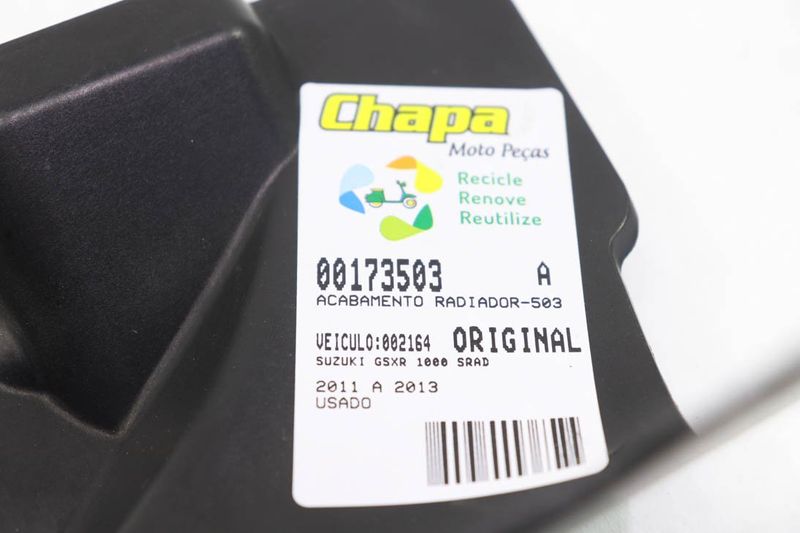 Chapa
Moto Peças
Recicle
Renove
Reutilize
00173503 A
ACABAMENTO RADIADOR-503
VEICULO:002164 ORIGINAL
SUZUKI GSXR 1000 SRAD
2011 A 2013
USADO